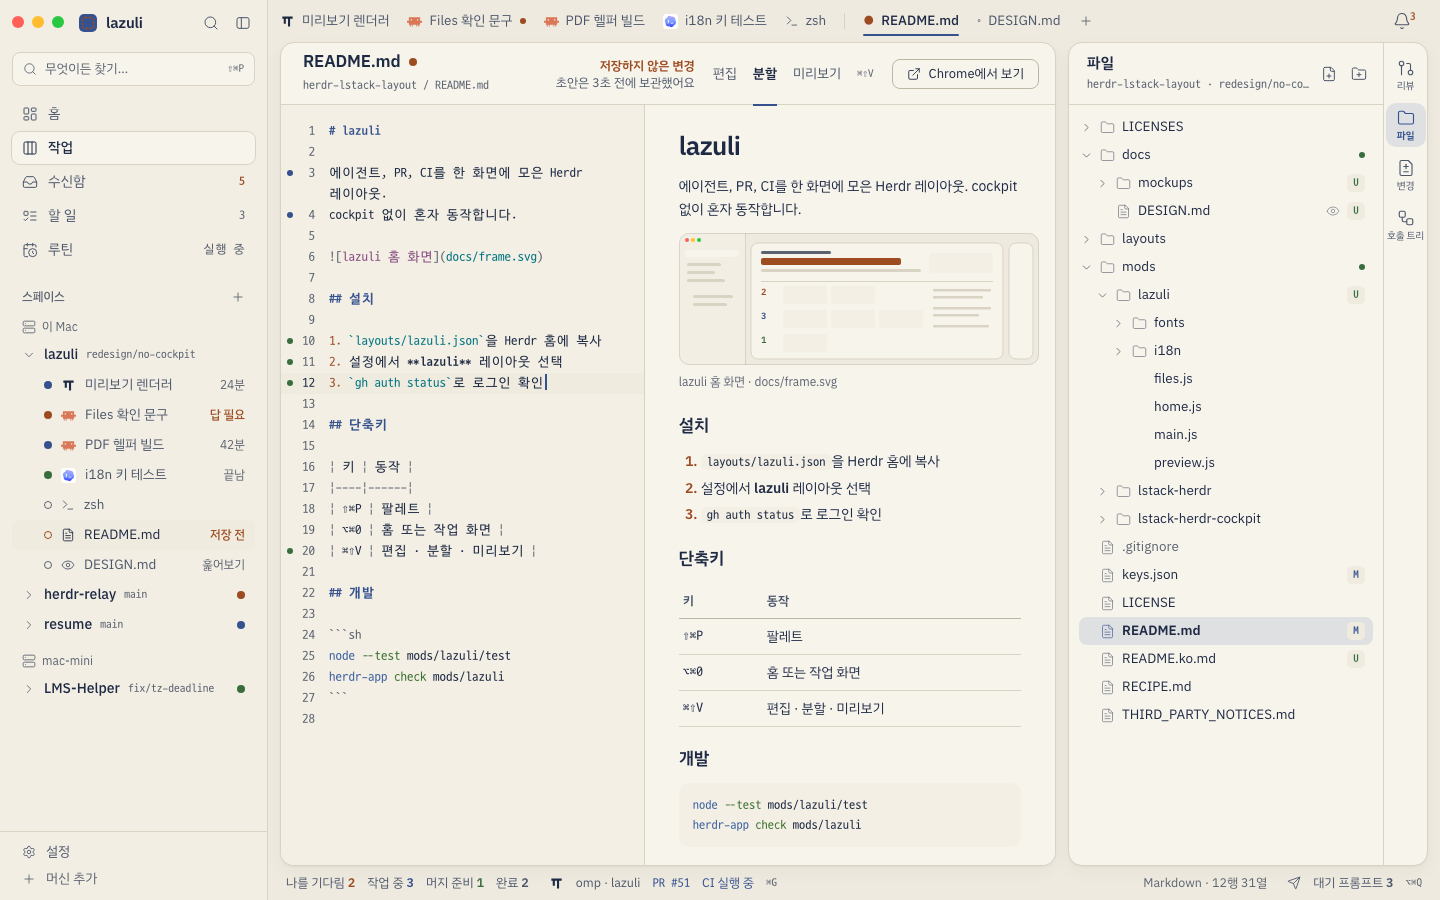 lazuli
무엇이든 찾기... ⇧⌘P
홈
작업
수신함 5
할 일 3
루틴 실행 중
스페이스
이 Mac
lazuli redesign/no-cockpit
미리보기 렌더러 24분
Files 확인 문구 답 필요
PDF 헬퍼 빌드 42분
i18n 키 테스트 끝남
zsh
README.md 저장 전
DESIGN.md 훑어보기
herdr-relay main
resume main
mac-mini
LMS-Helper fix/tz-deadline
설정
머신 추가
미리보기 렌더러 Files 확인 문구 PDF 헬퍼 빌드 i18n 키 테스트 zsh README.md DESIGN.md 3
README.md
herdr-lstack-layout / README.md
저장하지 않은 변경
초안은 3초 전에 보관했어요
편집 분할 미리보기 ⌘⇧V
Chrome에서 보기
1 # lazuli
2
3 에이전트, PR, CI를 한 화면에 모은 Herdr
레이아웃.
4 cockpit 없이 혼자 동작합니다.
5
6 ![lazuli 홈 화면](docs/frame.svg)
7
8 ## 설치
9
10 1. `layouts/lazuli.json`을 Herdr 홈에 복사
11 2. 설정에서 **lazuli** 레이아웃 선택
12 3. `gh auth status`로 로그인 확인
13
14 ## 단축키
15
16 | 키 | 동작 |
17 |----|------|
18 | ⇧⌘P | 팔레트 |
19 | ⌥⌘0 | 홈 또는 작업 화면 |
20 | ⌘⇧V | 편집 · 분할 · 미리보기 |
21
22 ## 개발
23
24 ```sh
25 node --test mods/lazuli/test
26 herdr-app check mods/lazuli
27 ```
28
lazuli
에이전트, PR, CI를 한 화면에 모은 Herdr 레이아웃. cockpit
없이 혼자 동작합니다.
2
3
1
lazuli 홈 화면 · docs/frame.svg
설치
1. layouts/lazuli.json 을 Herdr 홈에 복사
2. 설정에서 lazuli 레이아웃 선택
3. gh auth status 로 로그인 확인
단축키
키 동작
⇧⌘P 팔레트
⌥⌘0 홈 또는 작업 화면
⌘⇧V 편집 · 분할 · 미리보기
개발
node --test mods/lazuli/test
herdr-app check mods/lazuli
파일
herdr-lstack-layout · redesign/no-co…
LICENSES
docs
mockups U
DESIGN.md U
layouts
mods
lazuli U
fonts
i18n
files.js
home.js
main.js
preview.js
lstack-herdr
lstack-herdr-cockpit
.gitignore
keys.json M
LICENSE
README.md M
README.ko.md U
RECIPE.md
THIRD_PARTY_NOTICES.md
리뷰
파일
변경
호출 트리
나를 기다림 2 작업 중 3 머지 준비 1 완료 2 omp · lazuli PR #51 CI 실행 중 ⌘G
Markdown · 12행 31열 대기 프롬프트 3 ⌥⌘Q